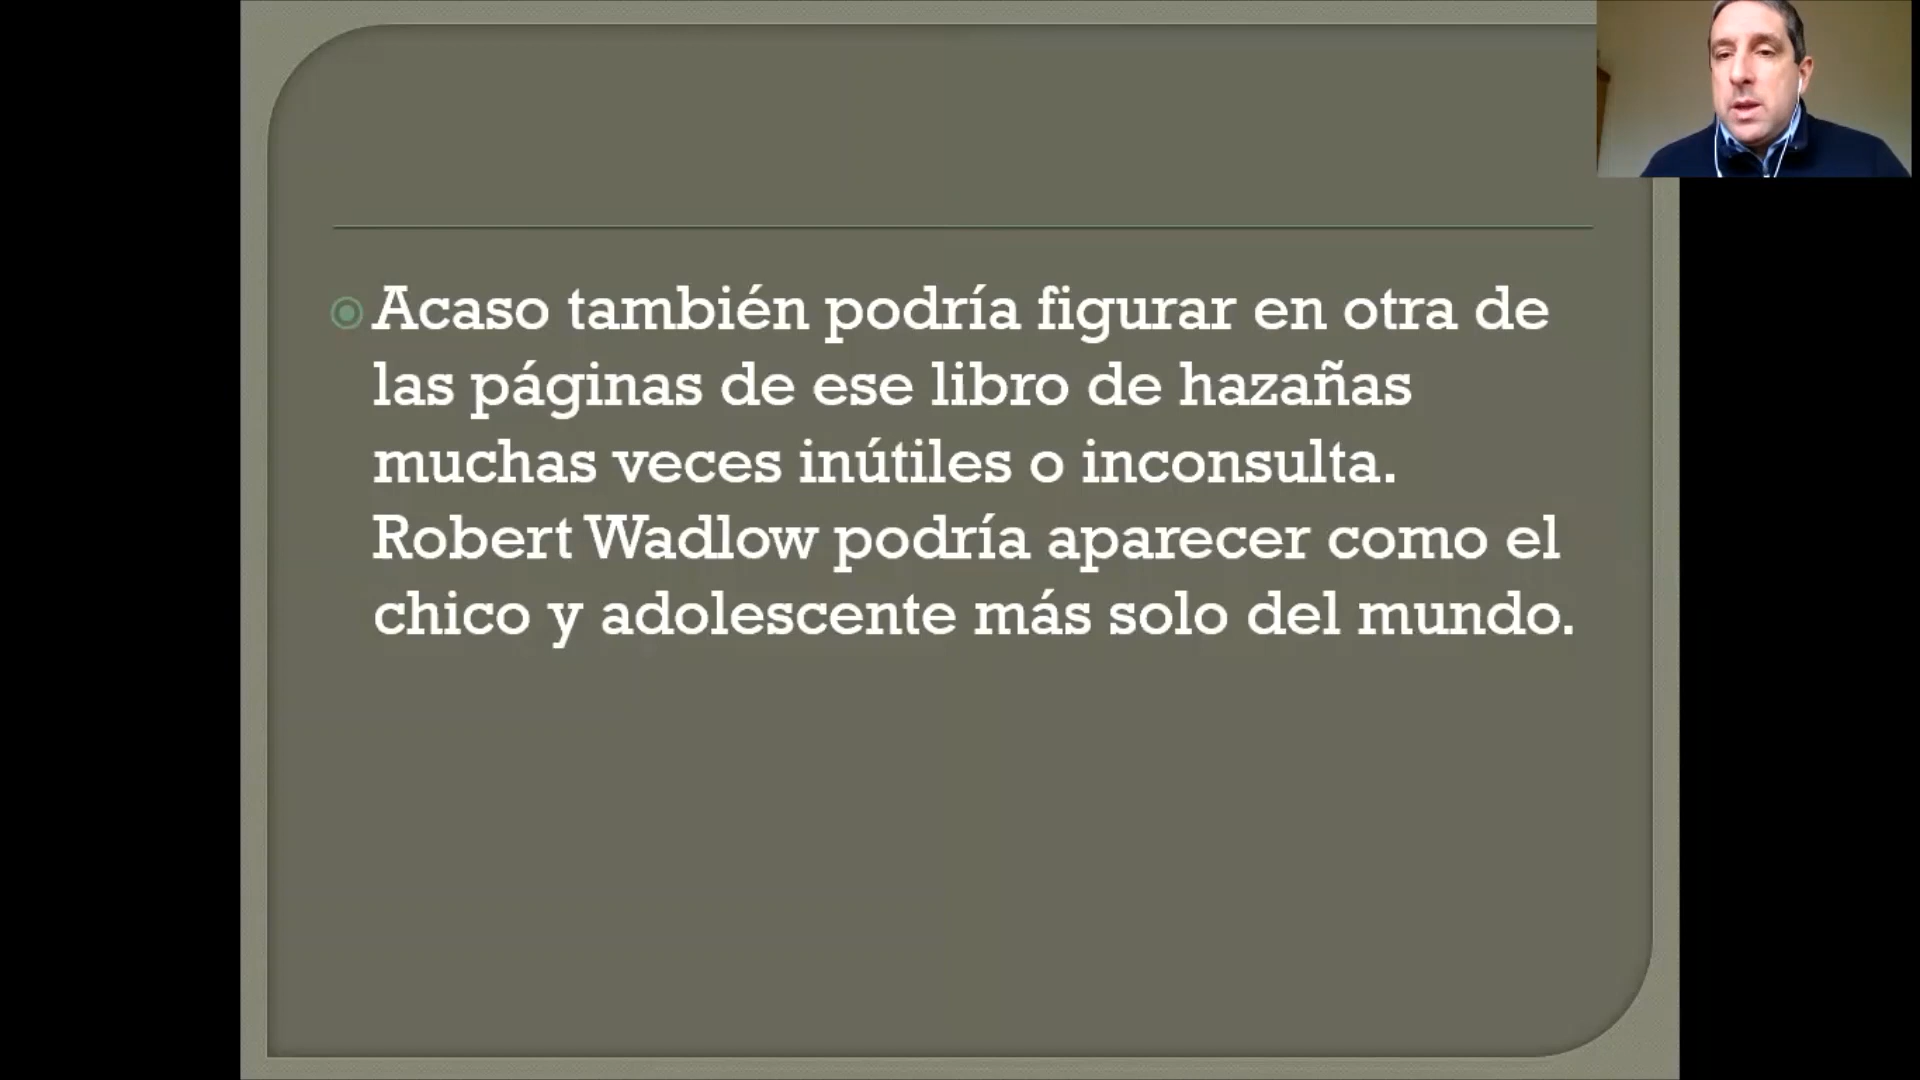 Acaso también podría figurar en otra de
las páginas de ese libro de hazañas
muchas veces inútiles o inconsulta.
Robert Wadlow podría aparecer como el
chico y adolescente más solo del mundo.